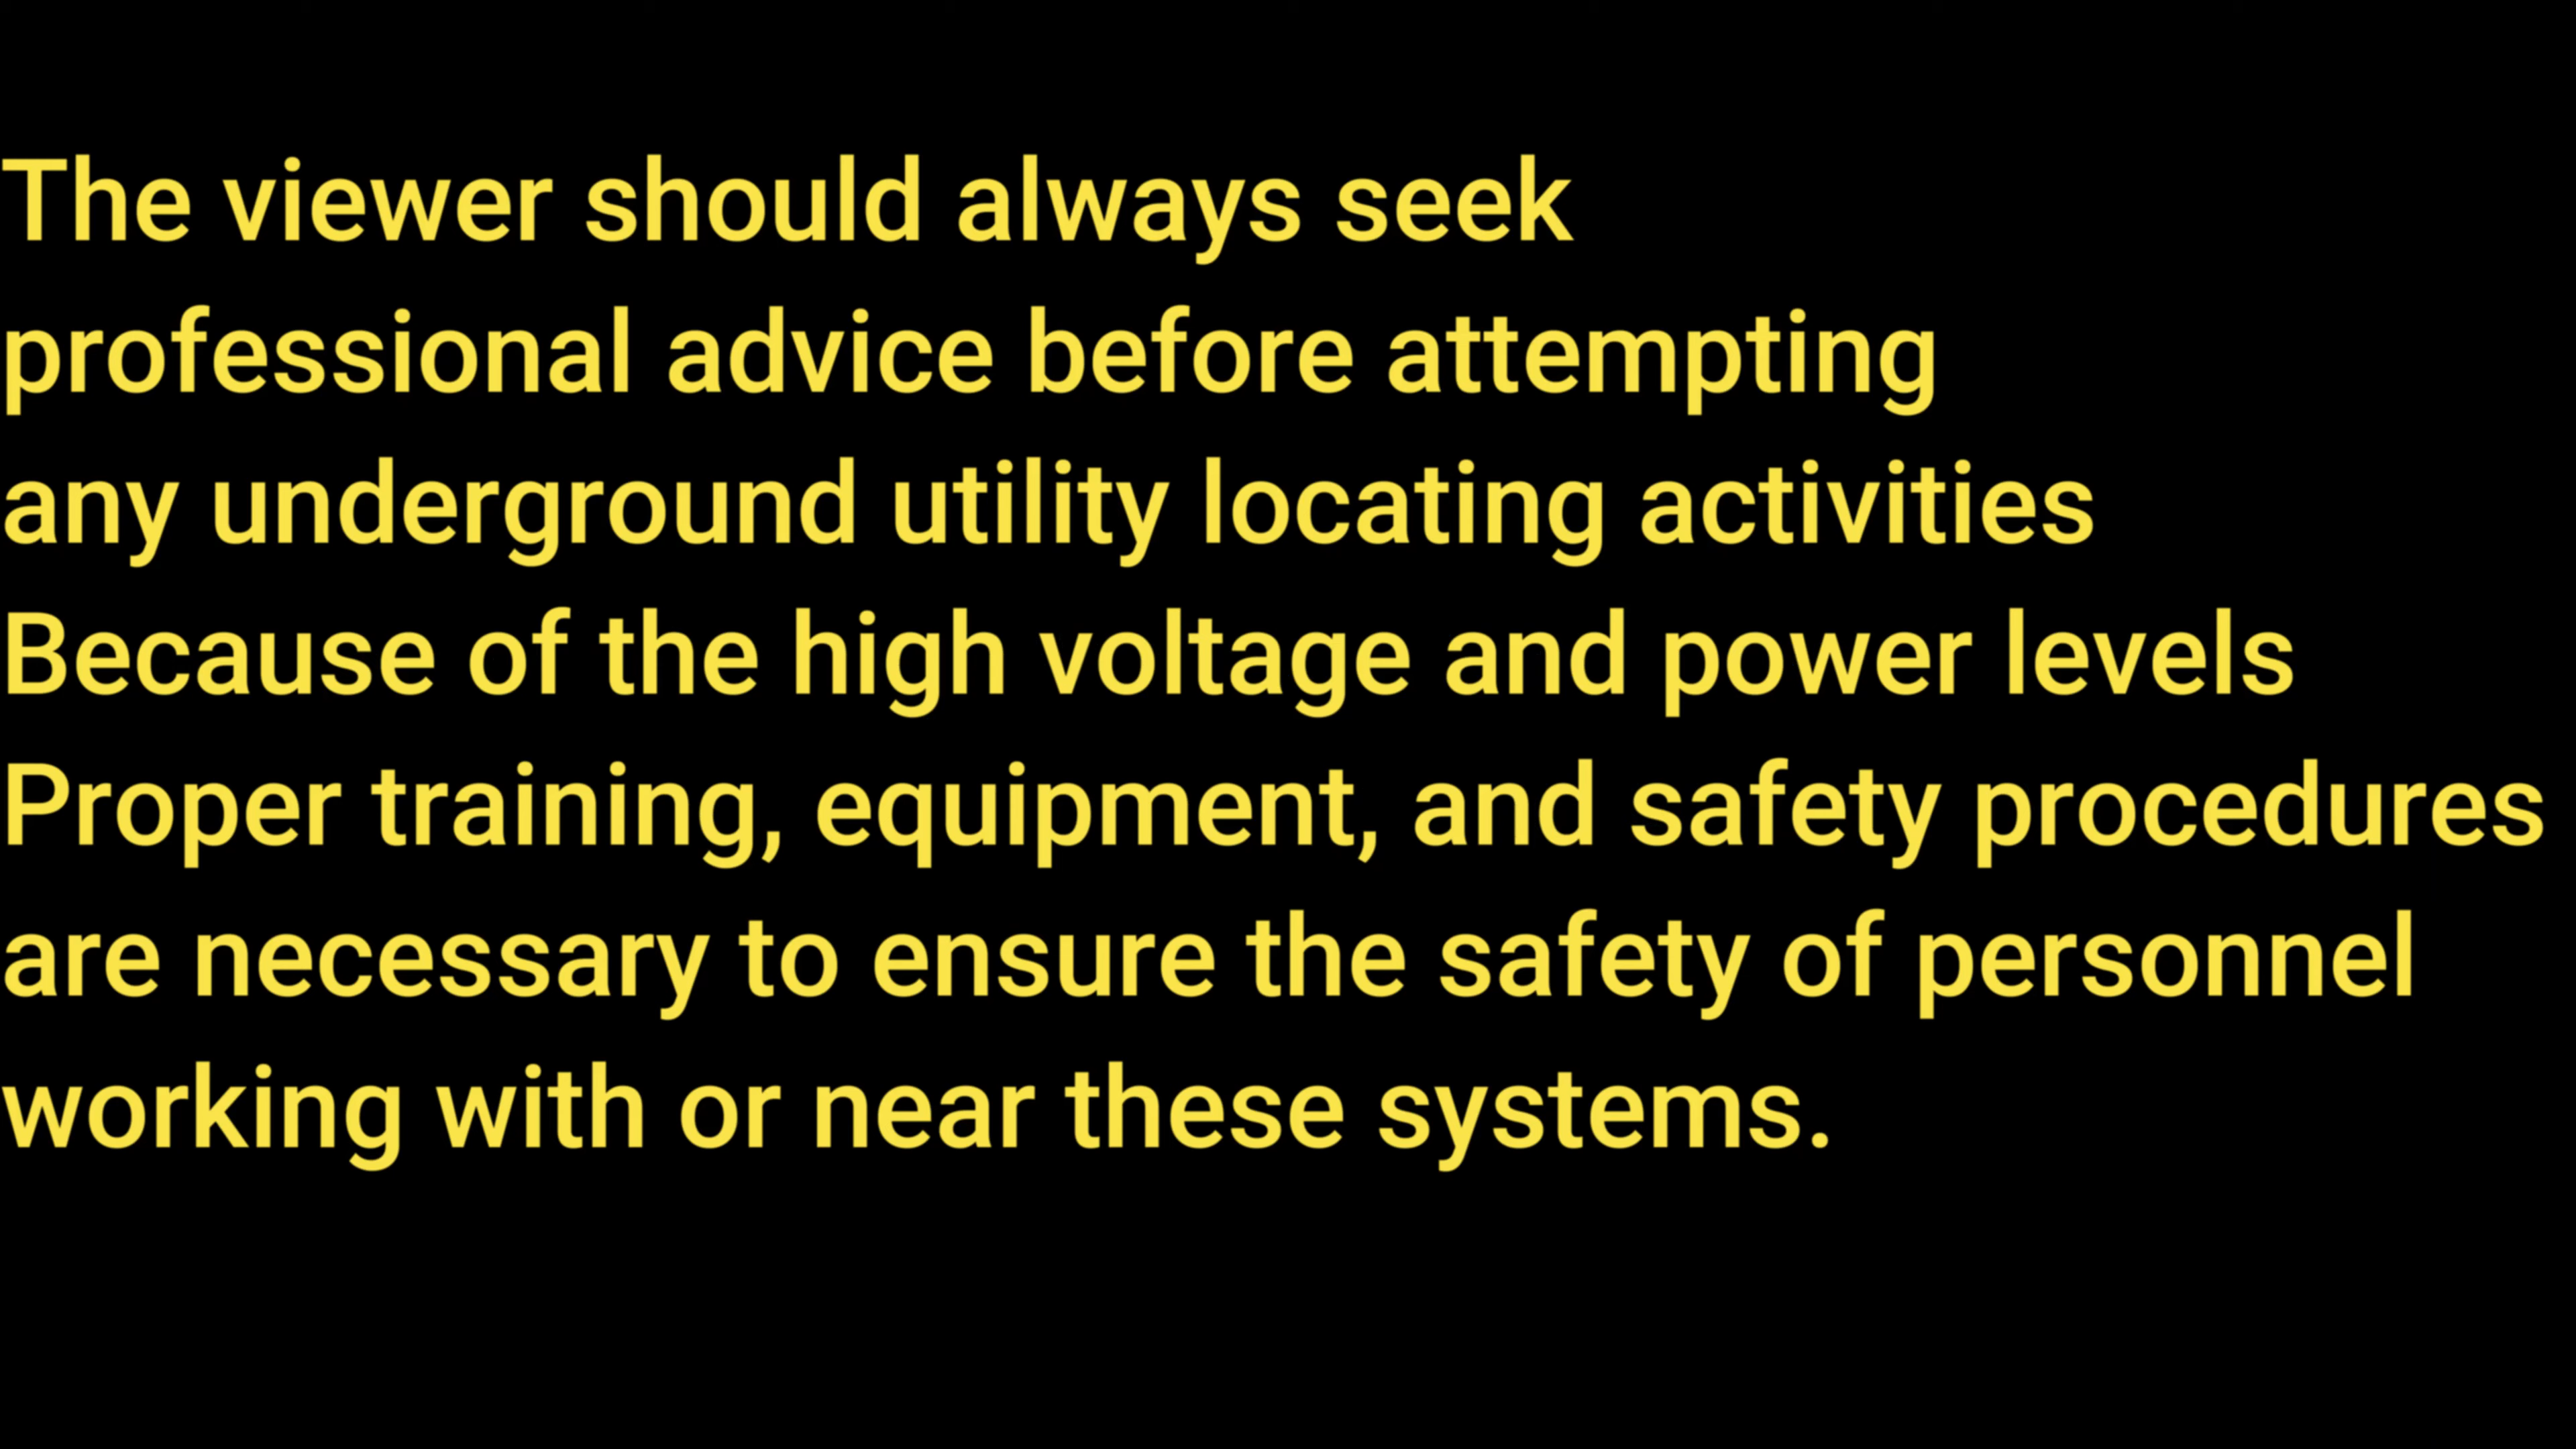 The viewer should always seek
professional advice before attempting
any underground utility locating activities
Because of the high voltage and power levels
Proper training, equipment, and safety procedures
are necessary to ensure the safety of personnel
working with or near these systems.